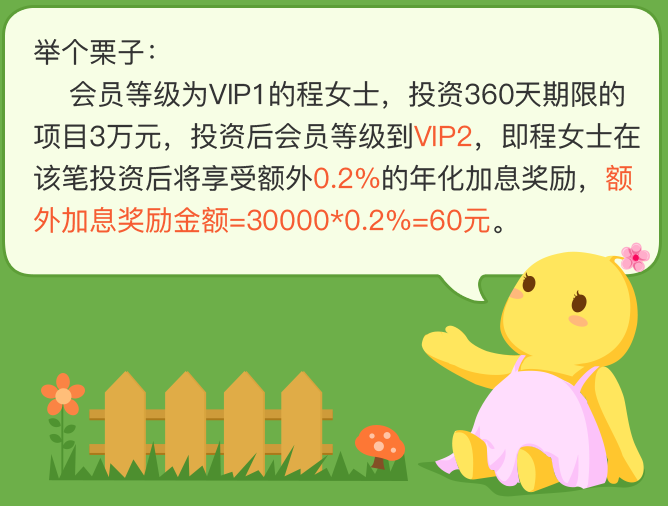 举个栗子：
会员等级为VIP1的程女士，投资360天期限的
项目3万元，投资后会员等级到VIP2，即程女士在
该笔投资后将享受额外0.2%的年化加息奖励，额
外加息奖励金额=30000*0.2%=60元。